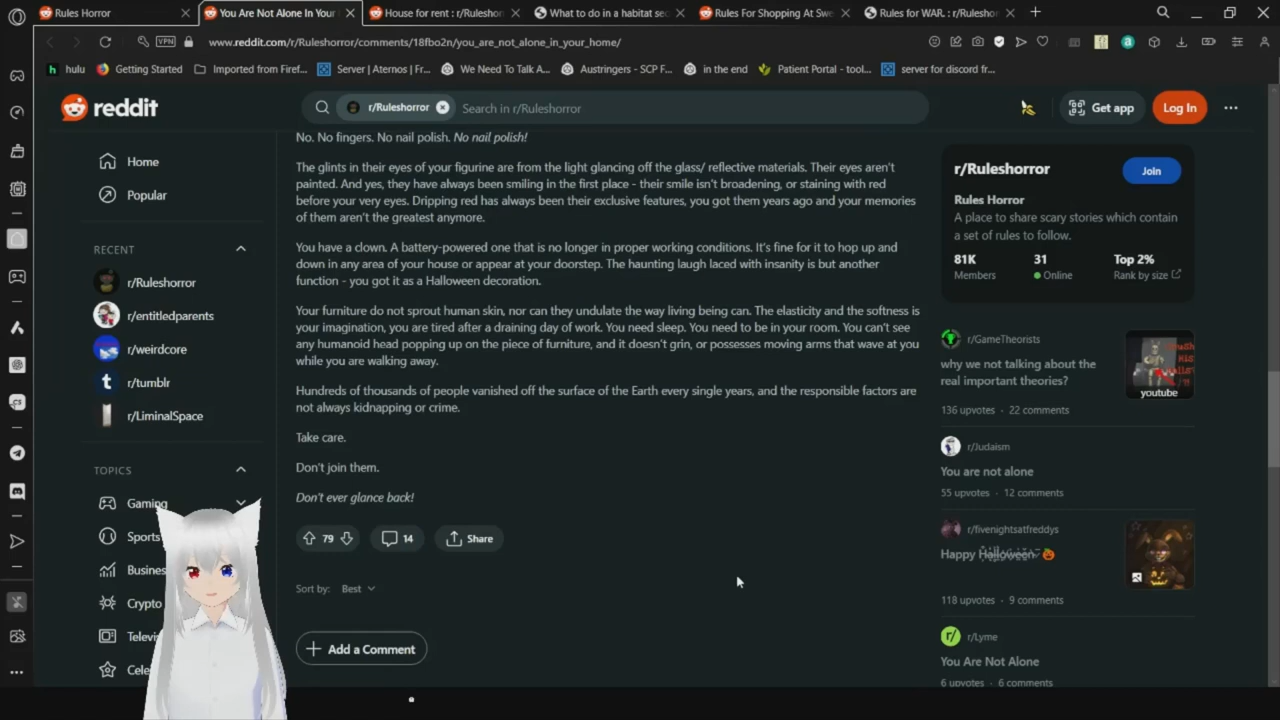 Rules Horror
You Are Not Alone In Your
House for rent : r/Ruleshor
What to do in a habitat se
Rules For Shopping At Sw
Rules for WAR. : r/Rulesho
VPN
www.reddit.com/r/Ruleshorror/comments/18fbo2n/you_are_not_alone_in_your_home/
hulu
Getting Started
Imported from Firef...
Server | Aternos | Fr...
We Need To Talk A...
Austringers - SCP F...
in the end
Patient Portal - tool...
server for discord fr...
reddit
r/Ruleshorror
Search in r/Ruleshorror
Get app
Log In
Home
Popular
RECENT
r/Ruleshorror
r/entitledparents
r/weirdcore
r/tumblr
r/LiminalSpace
TOPICS
Gaming
Sports
Busines
Crypto
Televi
Cele
No. No fingers. No nail polish. No nail polish!
The glints in their eyes of your figurine are from the light glancing off the glass/ reflective materials. Their eyes aren't
painted. And yes, they have always been smiling in the first place - their smile isn't broadening, or staining with red
before your very eyes. Dripping red has always been their exclusive features, you got them years ago and your memories
of them aren't the greatest anymore.
You have a clown. A battery-powered one that is no longer in proper working conditions. It's fine for it to hop up and
down in any area of your house or appear at your doorstep. The haunting laugh laced with insanity is but another
function - you got it as a Halloween decoration.
Your furniture do not sprout human skin, nor can they undulate the way living being can. The elasticity and the softness is
your imagination, you are tired after a draining day of work. You need sleep. You need to be in your room. You can't see
any humanoid head popping up on the piece of furniture, and it doesn't grin, or possesses moving arms that wave at you
while you are walking away.
Hundreds of thousands of people vanished off the surface of the Earth every single years, and the responsible factors are
not always kidnapping or crime.
Take care.
Don't join them.
Don't ever glance back!
79
14
Share
Sort by: Best
Add a Comment
r/Ruleshorror
Join
Rules Horror
A place to share scary stories which contain
a set of rules to follow.
81K
31
Top 2%
Members
Online
Rank by size
r/GameTheorists
why we not talking about the
real important theories?
136 upvotes · 22 comments
youtube
r/Judaism
You are not alone
55 upvotes · 12 comments
r/fivenightsatfreddys
Happy Halloween
118 upvotes · 9 comments
r/
r/Lyme
You Are Not Alone
6 upvotes · 6 comments